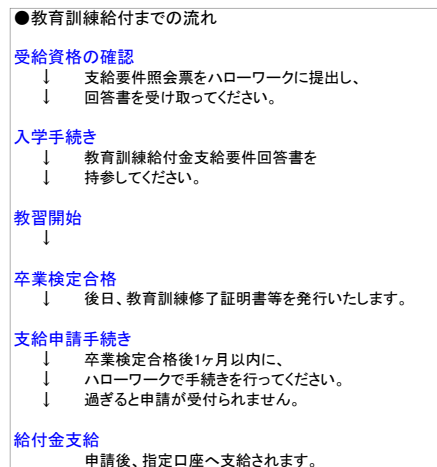 ●教育訓練給付までの流れ
受給資格の確認
↓ 支給要件照会票をハローワークに提出し、
↓ 回答書を受け取ってください。
入学手続き
↓ 教育訓練給付金支給要件回答書を
↓ 持参してください。
教習開始
↓
卒業検定合格
↓ 後日、教育訓練修了証明書等を発行いたします。
支給申請手続き
↓ 卒業検定合格後1ヶ月以内に、
↓ ハローワークで手続きを行ってください。
↓ 過ぎると申請が受付られません。
給付金支給
申請後、指定口座へ支給されます。